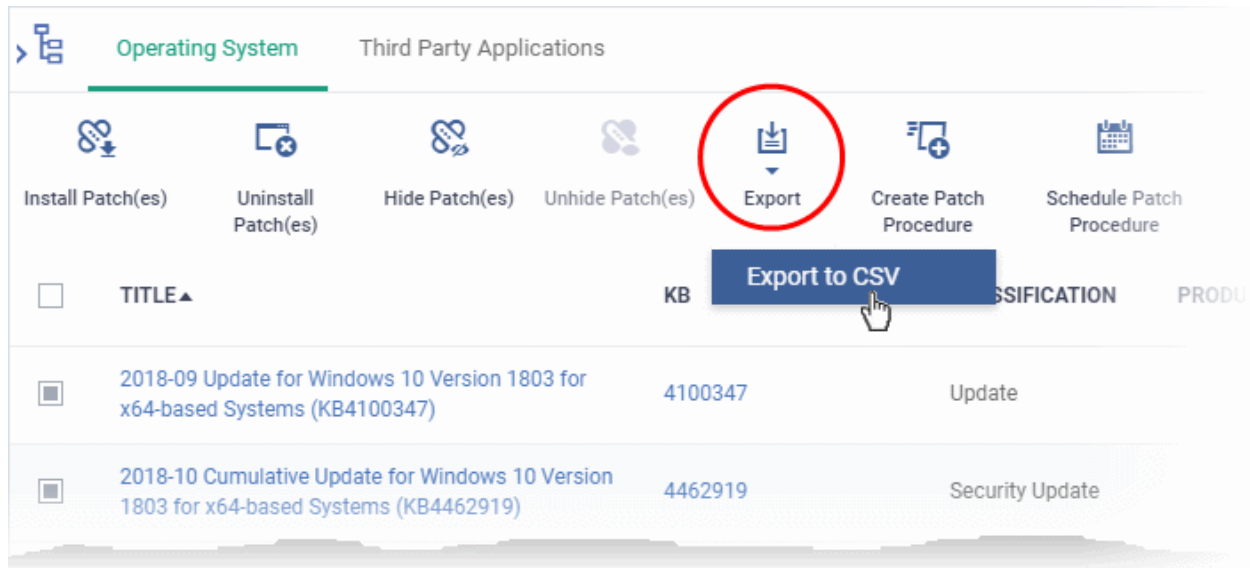 Operating System Third Party Applications
Install Patch(es) Uninstall Hide Patch(es) Unhide Patch(es) Export Create Patch Schedule Patch
Patch(es) Procedure Procedure
Export to CSV
TITLE KB SSIFICATION PRODU
2018-09 Update for Windows 10 Version 1803 for 4100347 Update
x64-based Systems (KB4100347)
2018-10 Cumulative Update for Windows 10 Version 4462919 Security Update
1803 for x64-based Systems (KB4462919)